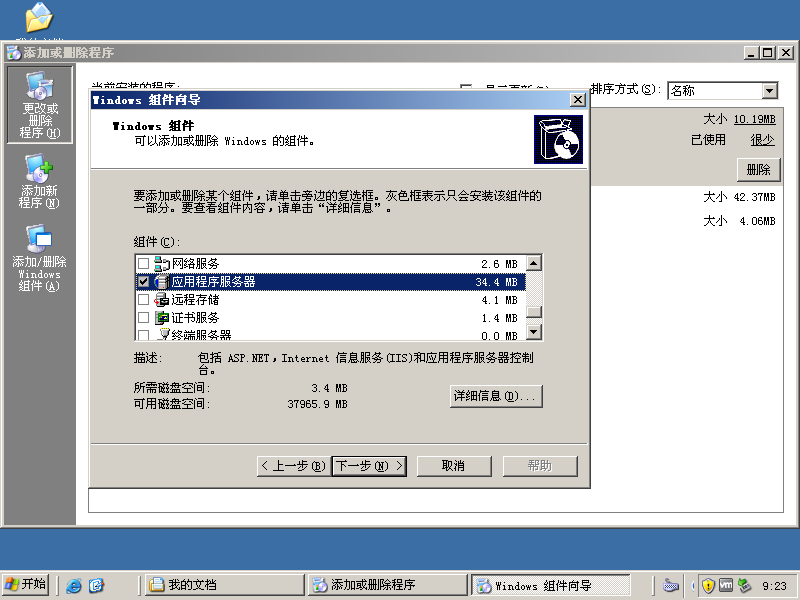 添加或删除程序
更改或
删除
程序(H)
添加新
程序(N)
添加/删除
Windows
组件(A)
当前安装的程序:
排序方式(S):
名称
大小 10.19MB
已使用 很少
删除
大小 42.37MB
大小 4.06MB
Windows 组件向导
Windows 组件
可以添加或删除 Windows 的组件。
要添加或删除某个组件，请单击旁边的复选框。灰色框表示只会安装该组件的
一部分。要查看组件内容，请单击“详细信息”。
组件(C):
网络服务 2.6 MB
应用程序服务器 34.4 MB
远程存储 4.1 MB
证书服务 1.4 MB
终端服务器 0.0 MB
描述: 包括 ASP.NET，Internet 信息服务(IIS)和应用程序服务器控制
台。
所需磁盘空间: 3.4 MB
可用磁盘空间: 37965.9 MB
详细信息(D)...
< 上一步(B)
下一步(N) >
取消
帮助
开始
我的文档
添加或删除程序
Windows 组件向导
9:23